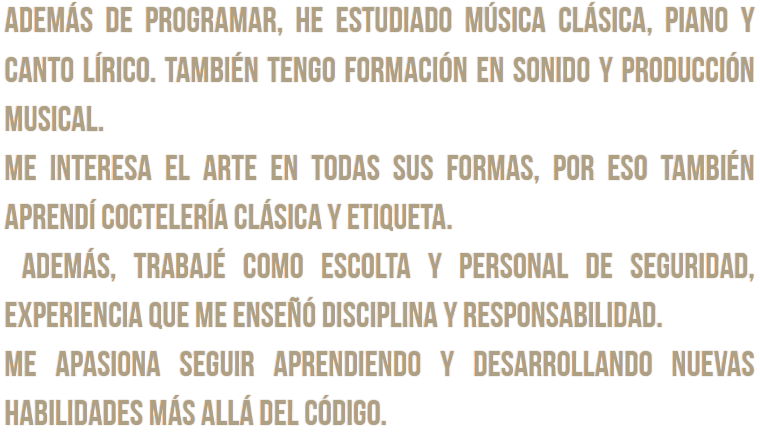 ADEMÁS DE PROGRAMAR, HE ESTUDIADO MÚSICA CLÁSICA, PIANO Y
CANTO LÍRICO. TAMBIÉN TENGO FORMACIÓN EN SONIDO Y PRODUCCIÓN
MUSICAL.
ME INTERESA EL ARTE EN TODAS SUS FORMAS, POR ESO TAMBIÉN
APRENDÍ COCTELERÍA CLÁSICA Y ETIQUETA.
ADEMÁS, TRABAJÉ COMO ESCOLTA Y PERSONAL DE SEGURIDAD,
EXPERIENCIA QUE ME ENSEÑÓ DISCIPLINA Y RESPONSABILIDAD.
ME APASIONA SEGUIR APRENDIENDO Y DESARROLLANDO NUEVAS
HABILIDADES MÁS ALLÁ DEL CÓDIGO.